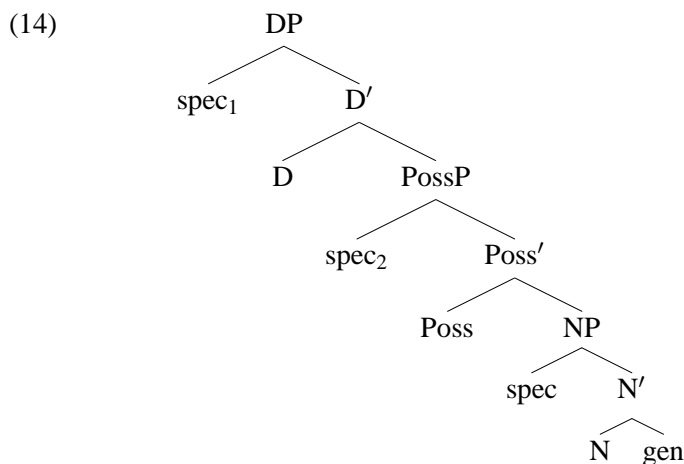 (14) DP
spec₁ D′
D PossP
spec₂ Poss′
Poss NP
spec N′
N gen